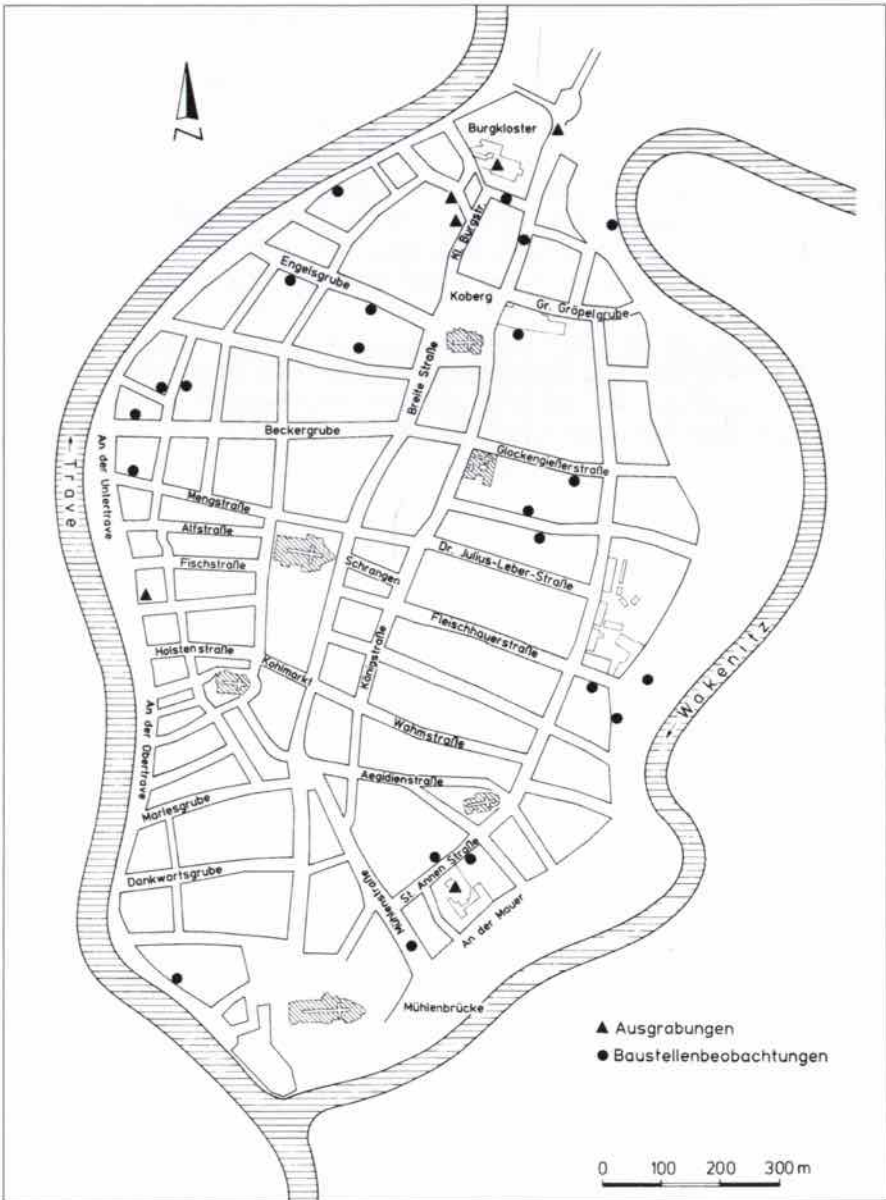 N
Burgkloster
Kl. Burgstr.
Engelsgrube
Koberg
Gr. Gröpelgrube
Breite Straße
Beckergrube
Glockengießerstraße
← Trave
An der Untertrave
Mengstraße
Alfstraße
Fischstraße
Schrangen
Dr. Julius-Leber-Straße
Fleischhauerstraße
Holstenstraße
Kohlmarkt
Königstraße
← Wakenitz
An der Obertrave
Wahmstraße
Aegidienstraße
Marlesgrube
Dankwartsgrube
Mühlenstraße
St. Annen Straße
An der Mauer
Mühlenbrücke
▲ Ausgrabungen
● Baustellenbeobachtungen
0 100 200 300 m